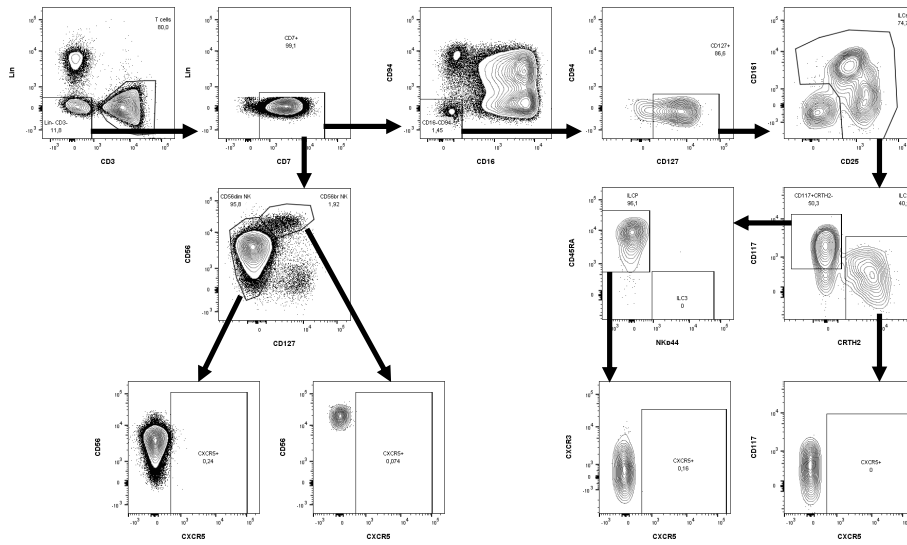 T cells
60,0
Lin
Lin- CD3-
11,8
CD3
CD7+
99,1
Lin
CD7
CD94
CD16-CD94-
1,45
CD16
CD94
CD127+
86,6
CD127
CD161
CD25
CD56dim NK
95,8
CD56br NK
1,92
CD56
CD127
ILCP
96,1
CD45RA
ILC3
0
NKp44
CD117+CRTH2-
50,3
CD117
CRTH2
CD56
CXCR5+
0,24
CXCR5
CD56
CXCR5+
0,074
CXCR5
CXCR3
CXCR5+
0,16
CXCR5
CD117
CXCR5+
0
CXCR5